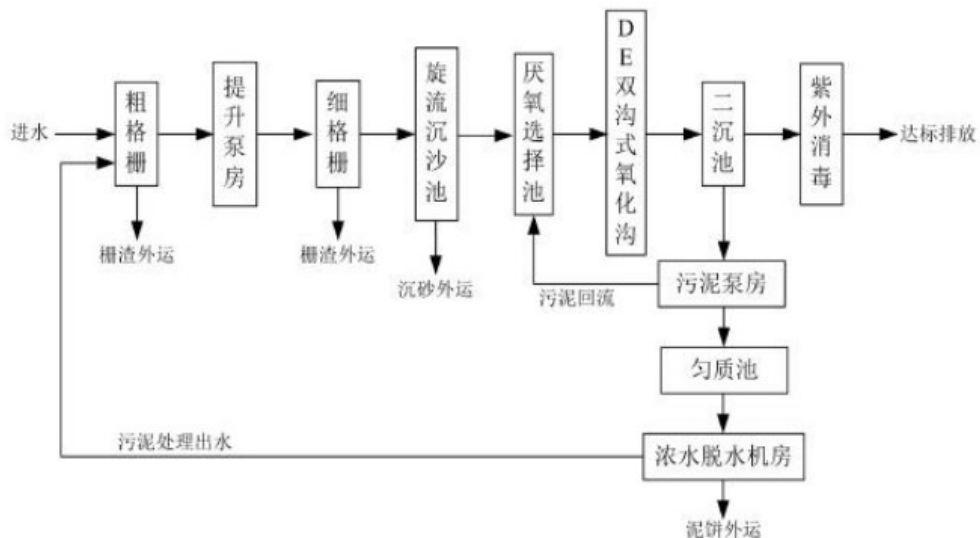 进水
粗格栅
提升泵房
细格栅
旋流沉沙池
厌氧选择池
DE双沟式氧化沟
二沉池
紫外消毒
达标排放
栅渣外运
栅渣外运
沉砂外运
污泥回流
污泥泵房
匀质池
污泥处理出水
浓水脱水机房
泥饼外运